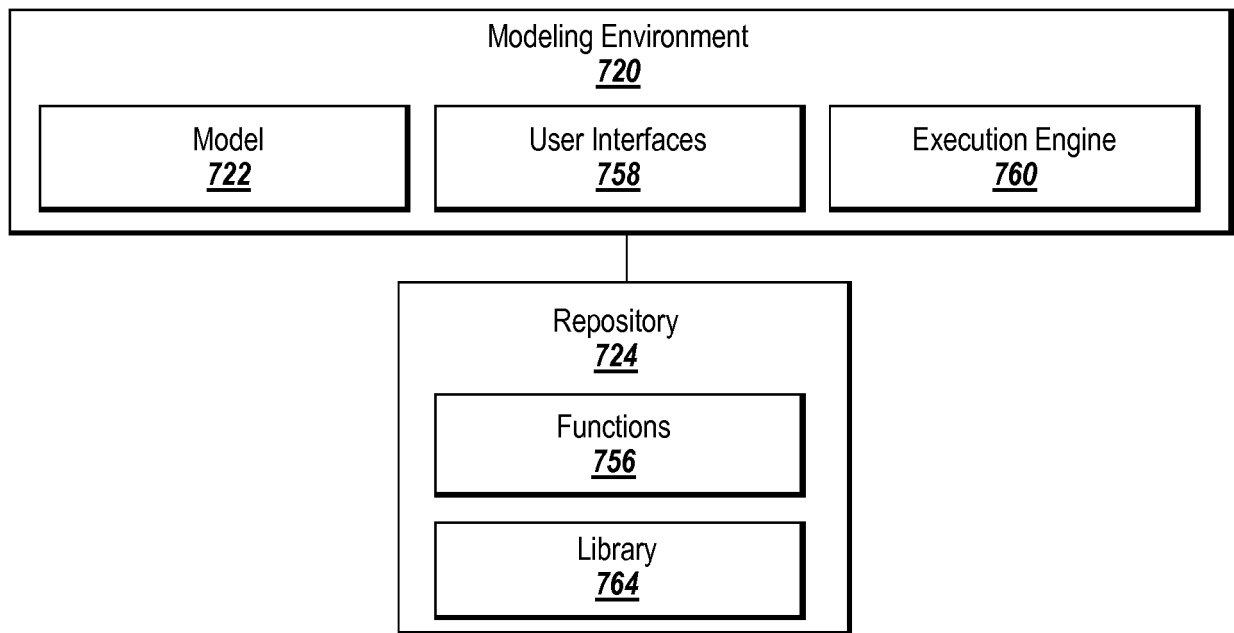 Modeling Environment
720
Model
722
User Interfaces
758
Execution Engine
760
Repository
724
Functions
756
Library
764